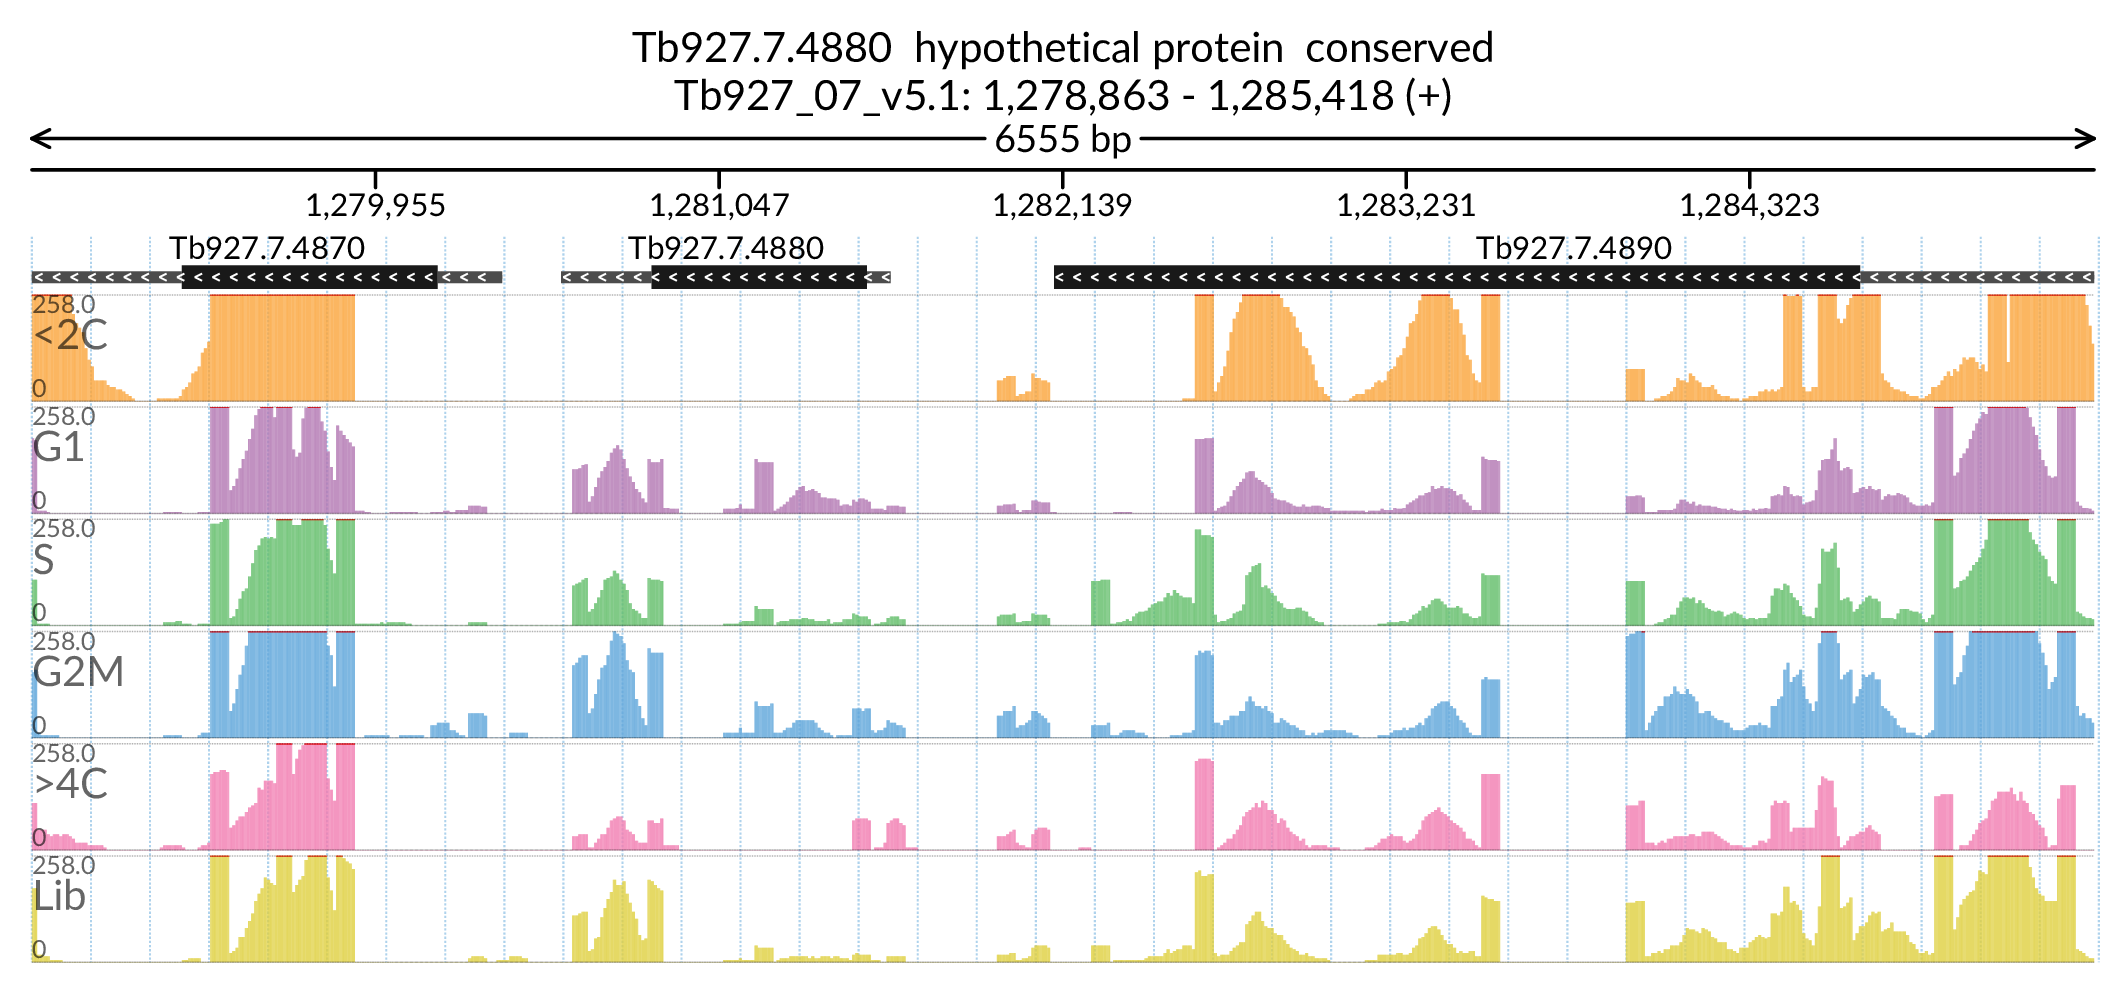 Tb927.7.4880 hypothetical protein conserved
Tb927_07_v5.1: 1,278,863 - 1,285,418 (+)
6555 bp
1,279,955 1,281,047 1,282,139 1,283,231 1,284,323
Tb927.7.4870 Tb927.7.4880 Tb927.7.4890
258.0
<2C
0
258.0
G1
0
258.0
S
0
258.0
G2M
0
258.0
>4C
0
258.0
Lib
0